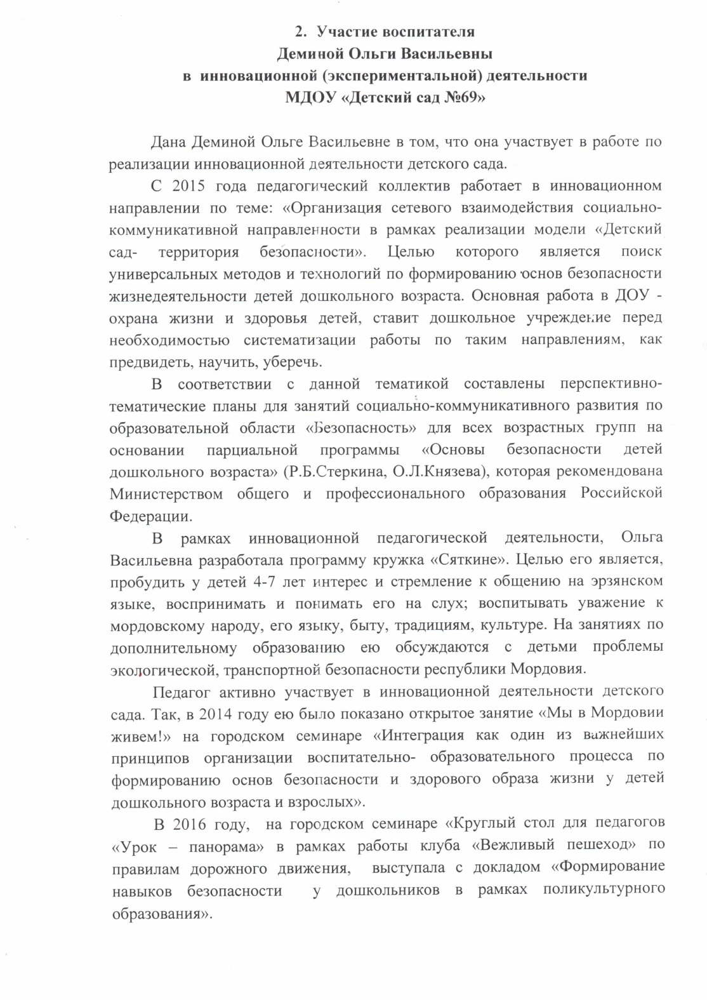 2. Участие воспитателя
Деминой Ольги Васильевны
в инновационной (экспериментальной) деятельности
МДОУ «Детский сад №69»
Дана Деминой Ольге Васильевне в том, что она участвует в работе по
реализации инновационной деятельности детского сада.
С 2015 года педагогический коллектив работает в инновационном
направлении по теме: «Организация сетевого взаимодействия социально-
коммуникативной направленности в рамках реализации модели «Детский
сад- территория безопасности». Целью которого является поиск
универсальных методов и технологий по формированию основ безопасности
жизнедеятельности детей дошкольного возраста. Основная работа в ДОУ -
охрана жизни и здоровья детей, ставит дошкольное учреждение перед
необходимостью систематизации работы по таким направлениям, как
предвидеть, научить, уберечь.
В соответствии с данной тематикой составлены перспективно-
тематические планы для занятий социально-коммуникативного развития по
образовательной области «Безопасность» для всех возрастных групп на
основании парциальной программы «Основы безопасности детей
дошкольного возраста» (Р.Б.Стеркина, О.Л.Князева), которая рекомендована
Министерством общего и профессионального образования Российской
Федерации.
В рамках инновационной педагогической деятельности, Ольга
Васильевна разработала программу кружка «Сяткине». Целью его является,
пробудить у детей 4-7 лет интерес и стремление к общению на эрзянском
языке, воспринимать и понимать его на слух; воспитывать уважение к
мордовскому народу, его языку, быту, традициям, культуре. На занятиях по
дополнительному образованию ею обсуждаются с детьми проблемы
экологической, транспортной безопасности республики Мордовия.
Педагог активно участвует в инновационной деятельности детского
сада. Так, в 2014 году ею было показано открытое занятие «Мы в Мордовии
живем!» на городском семинаре «Интеграция как один из важнейших
принципов организации воспитательно- образовательного процесса по
формированию основ безопасности и здорового образа жизни у детей
дошкольного возраста и взрослых».
В 2016 году, на городском семинаре «Круглый стол для педагогов
«Урок – панорама» в рамках работы клуба «Вежливый пешеход» по
правилам дорожного движения, выступала с докладом «Формирование
навыков безопасности у дошкольников в рамках поликультурного
образования».